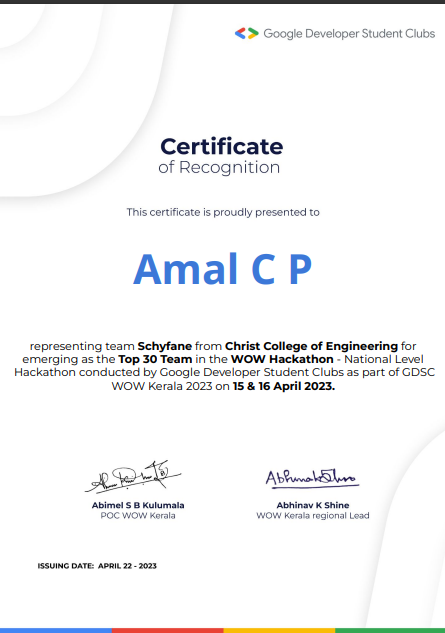 Google Developer Student Clubs
Certificate
of Recognition
This certificate is proudly presented to
Amal C P
representing team Schyfane from Christ College of Engineering for
emerging as the Top 30 Team in the WOW Hackathon - National Level
Hackathon conducted by Google Developer Student Clubs as part of GDSC
WOW Kerala 2023 on 15 & 16 April 2023.
Abhinav K Shine
Abimel S B Kulumala
POC WOW Kerala
Abhinav K Shine
WOW Kerala regional Lead
ISSUING DATE: APRIL 22 - 2023